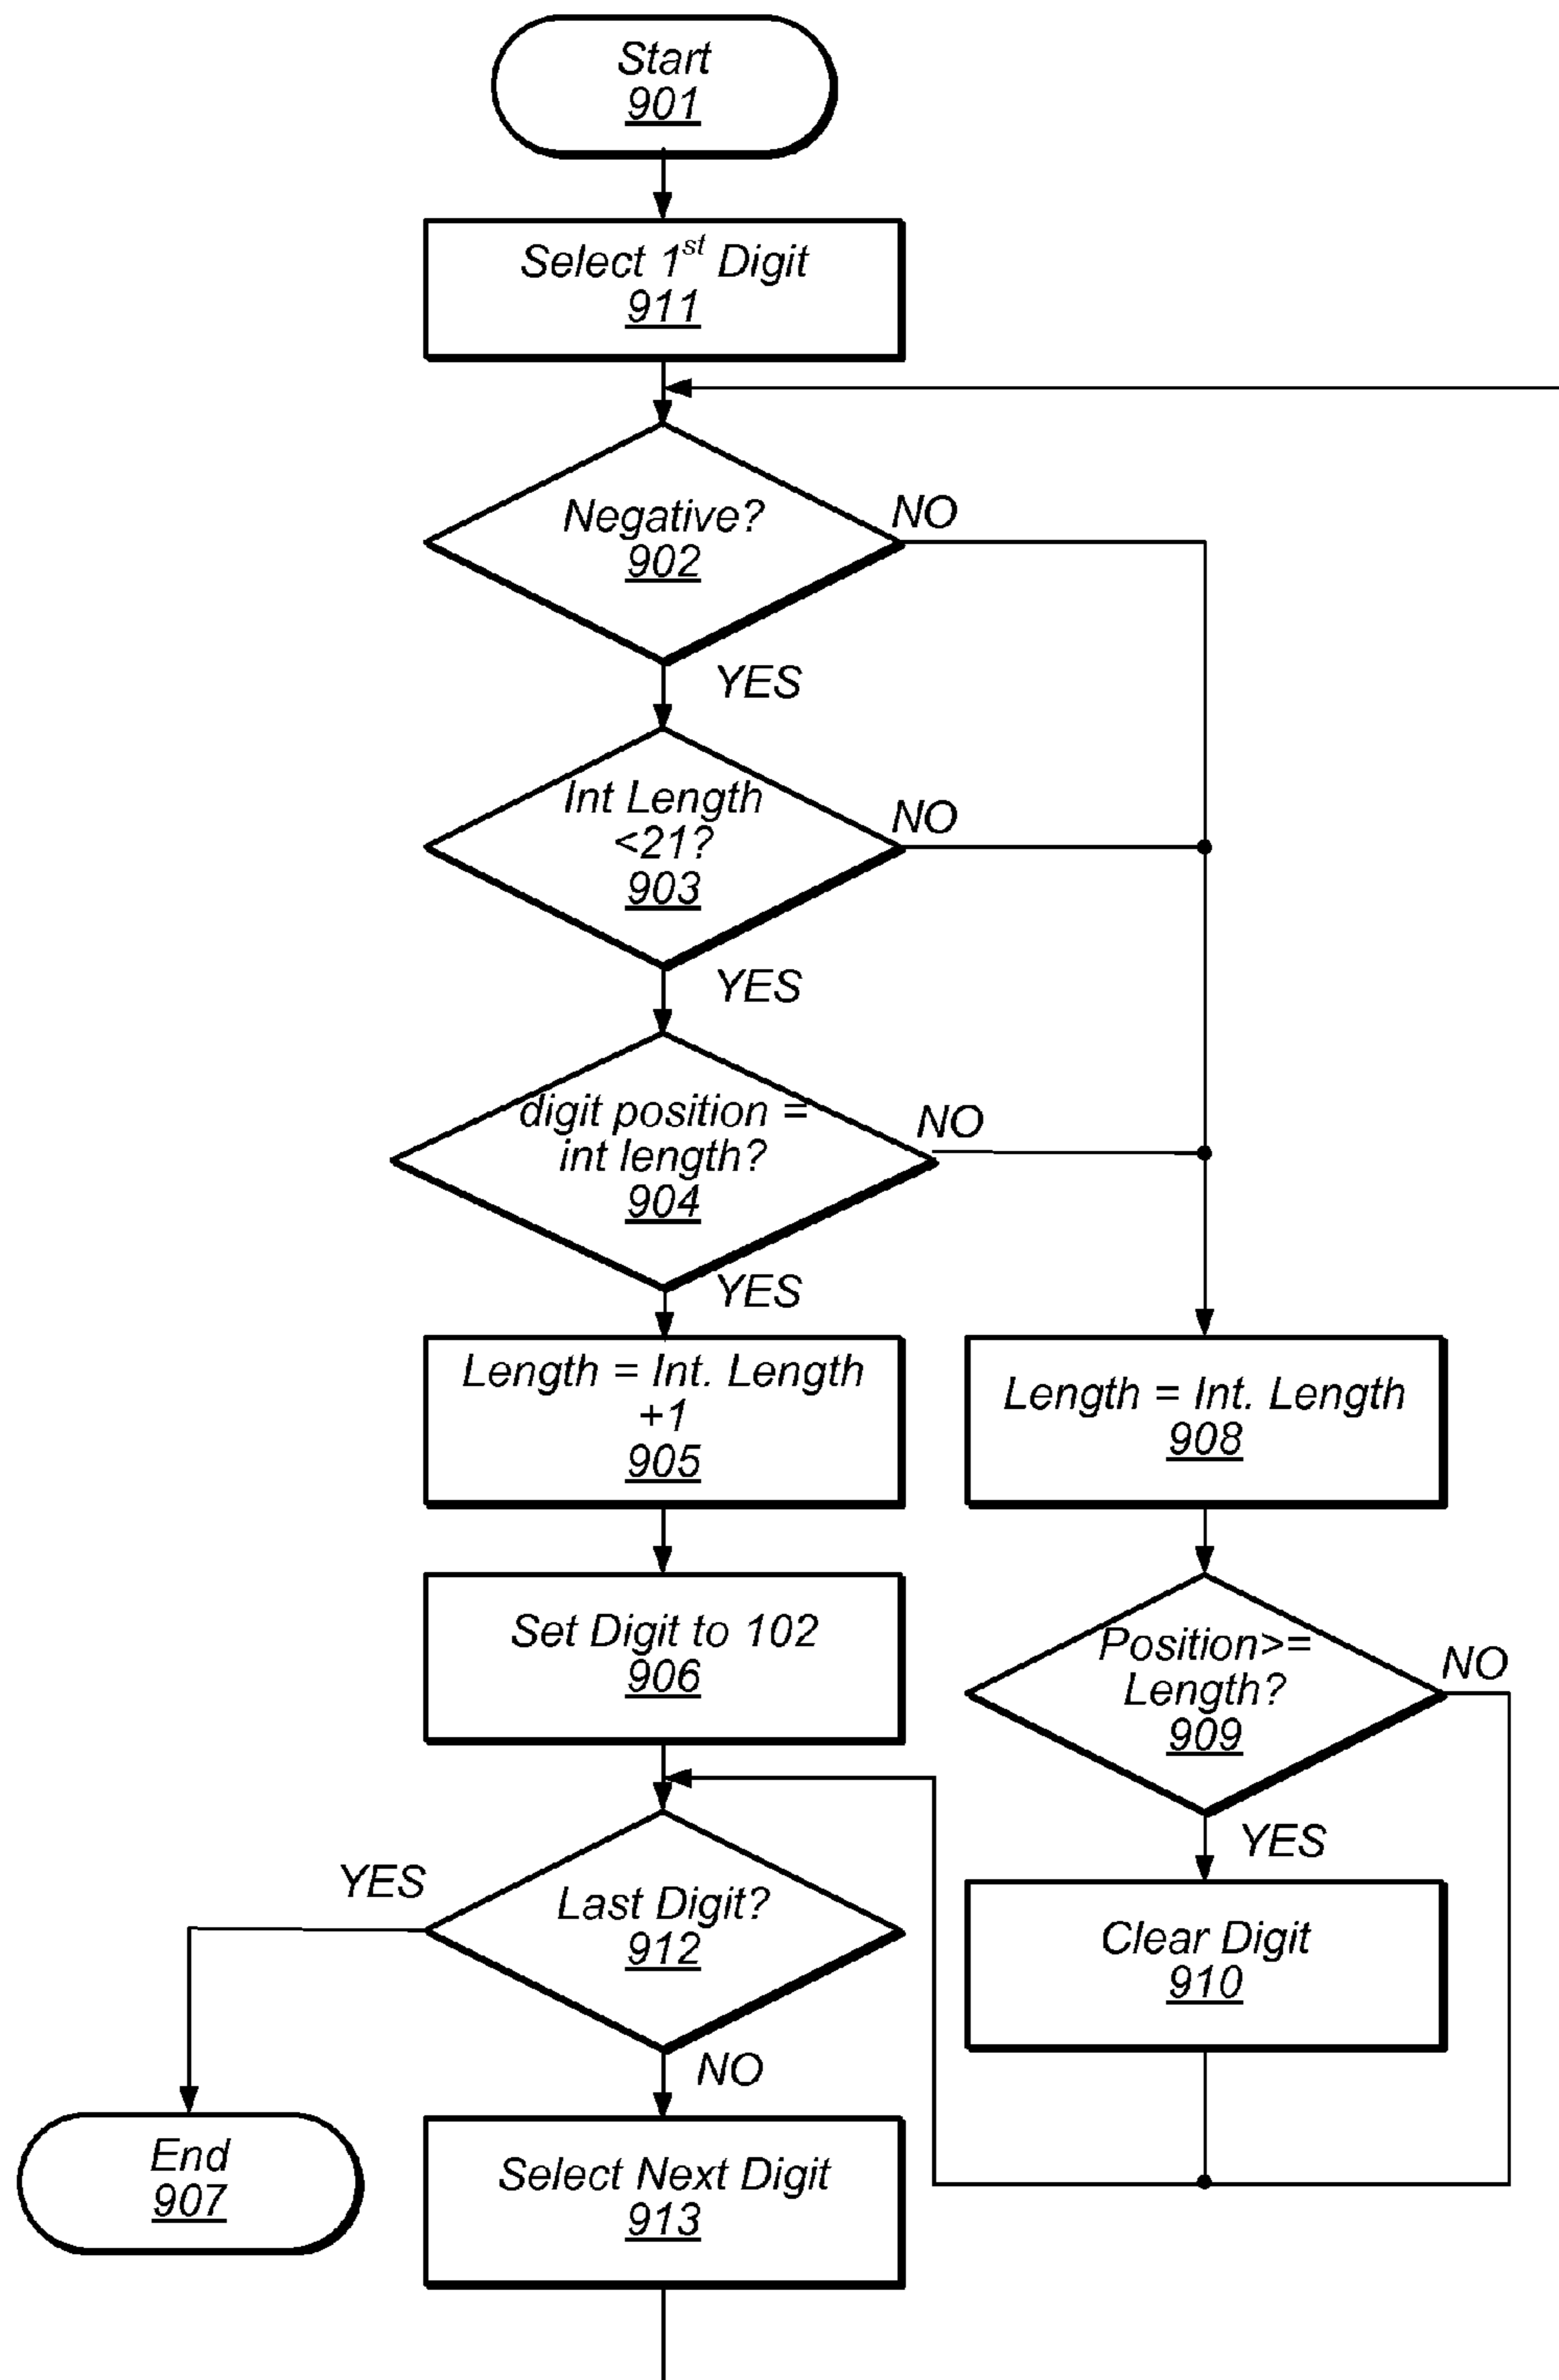 Start
901
Select 1st Digit
911
Negative?
902
NO
YES
Int Length
<21?
903
NO
YES
digit position =
int length?
904
NO
YES
Length = Int. Length
+1
905
Length = Int. Length
908
Set Digit to 102
906
Position>=
Length?
909
NO
YES
YES
Last Digit?
912
Clear Digit
910
NO
End
907
Select Next Digit
913